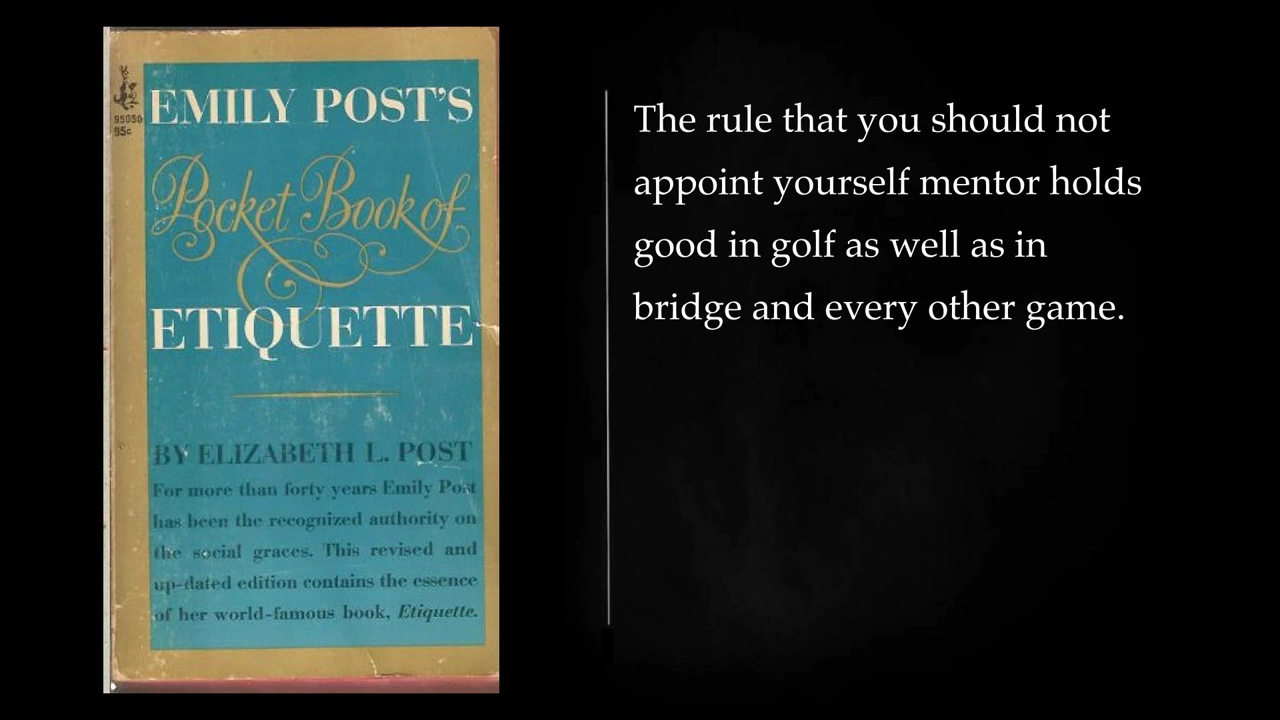 95050
95c
EMILY POST'S
Pocket Book of
ETIQUETTE
BY ELIZABETH L. POST
For more than forty years Emily Post
has been the recognized authority on
the social graces. This revised and
up-dated edition contains the essence
of her world-famous book, Etiquette.
The rule that you should not
appoint yourself mentor holds
good in golf as well as in
bridge and every other game.